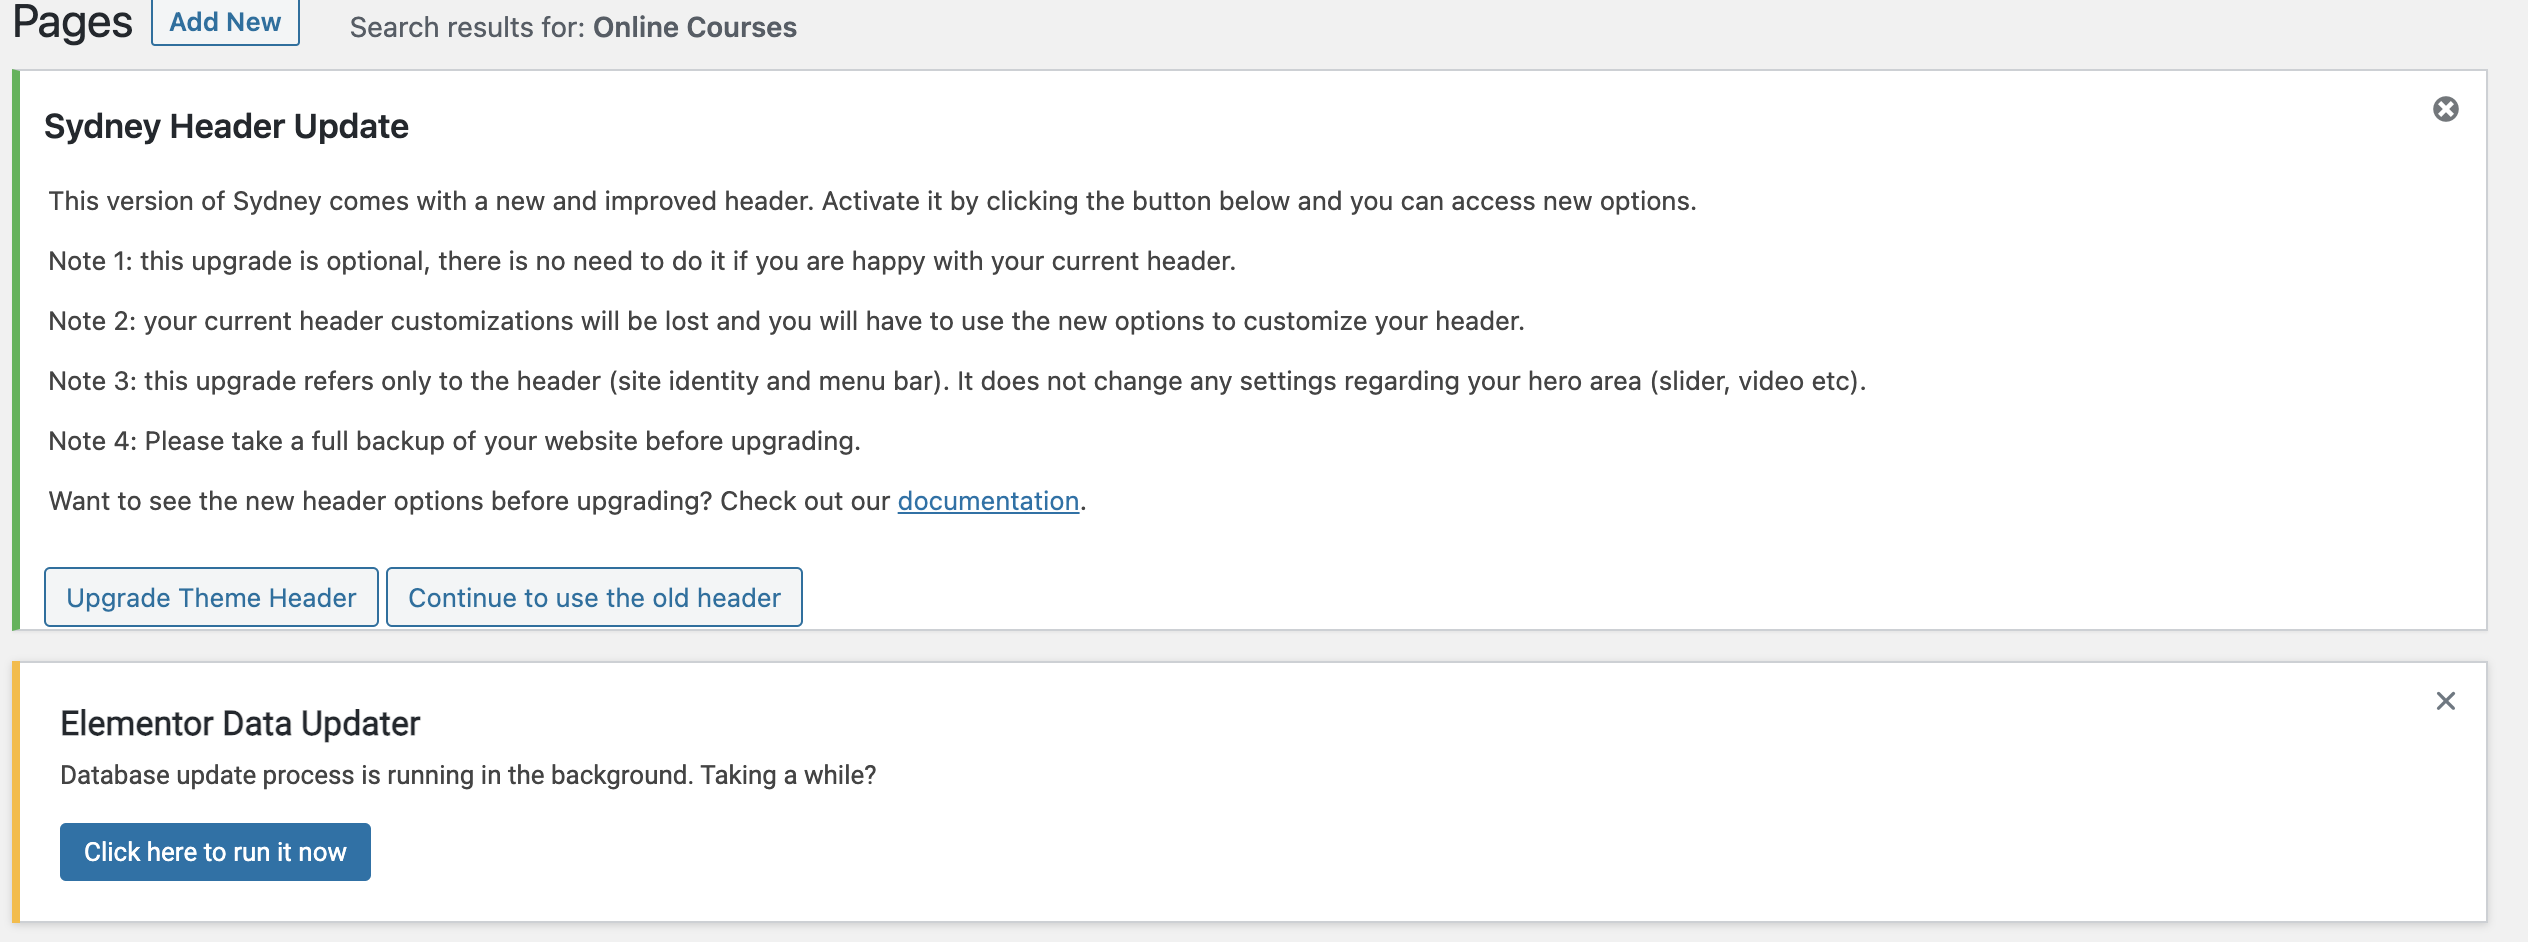 Pages Add New Search results for: Online Courses
Sydney Header Update
This version of Sydney comes with a new and improved header. Activate it by clicking the button below and you can access new options.
Note 1: this upgrade is optional, there is no need to do it if you are happy with your current header.
Note 2: your current header customizations will be lost and you will have to use the new options to customize your header.
Note 3: this upgrade refers only to the header (site identity and menu bar). It does not change any settings regarding your hero area (slider, video etc).
Note 4: Please take a full backup of your website before upgrading.
Want to see the new header options before upgrading? Check out our documentation.
Upgrade Theme Header Continue to use the old header
Elementor Data Updater
Database update process is running in the background. Taking a while?
Click here to run it now